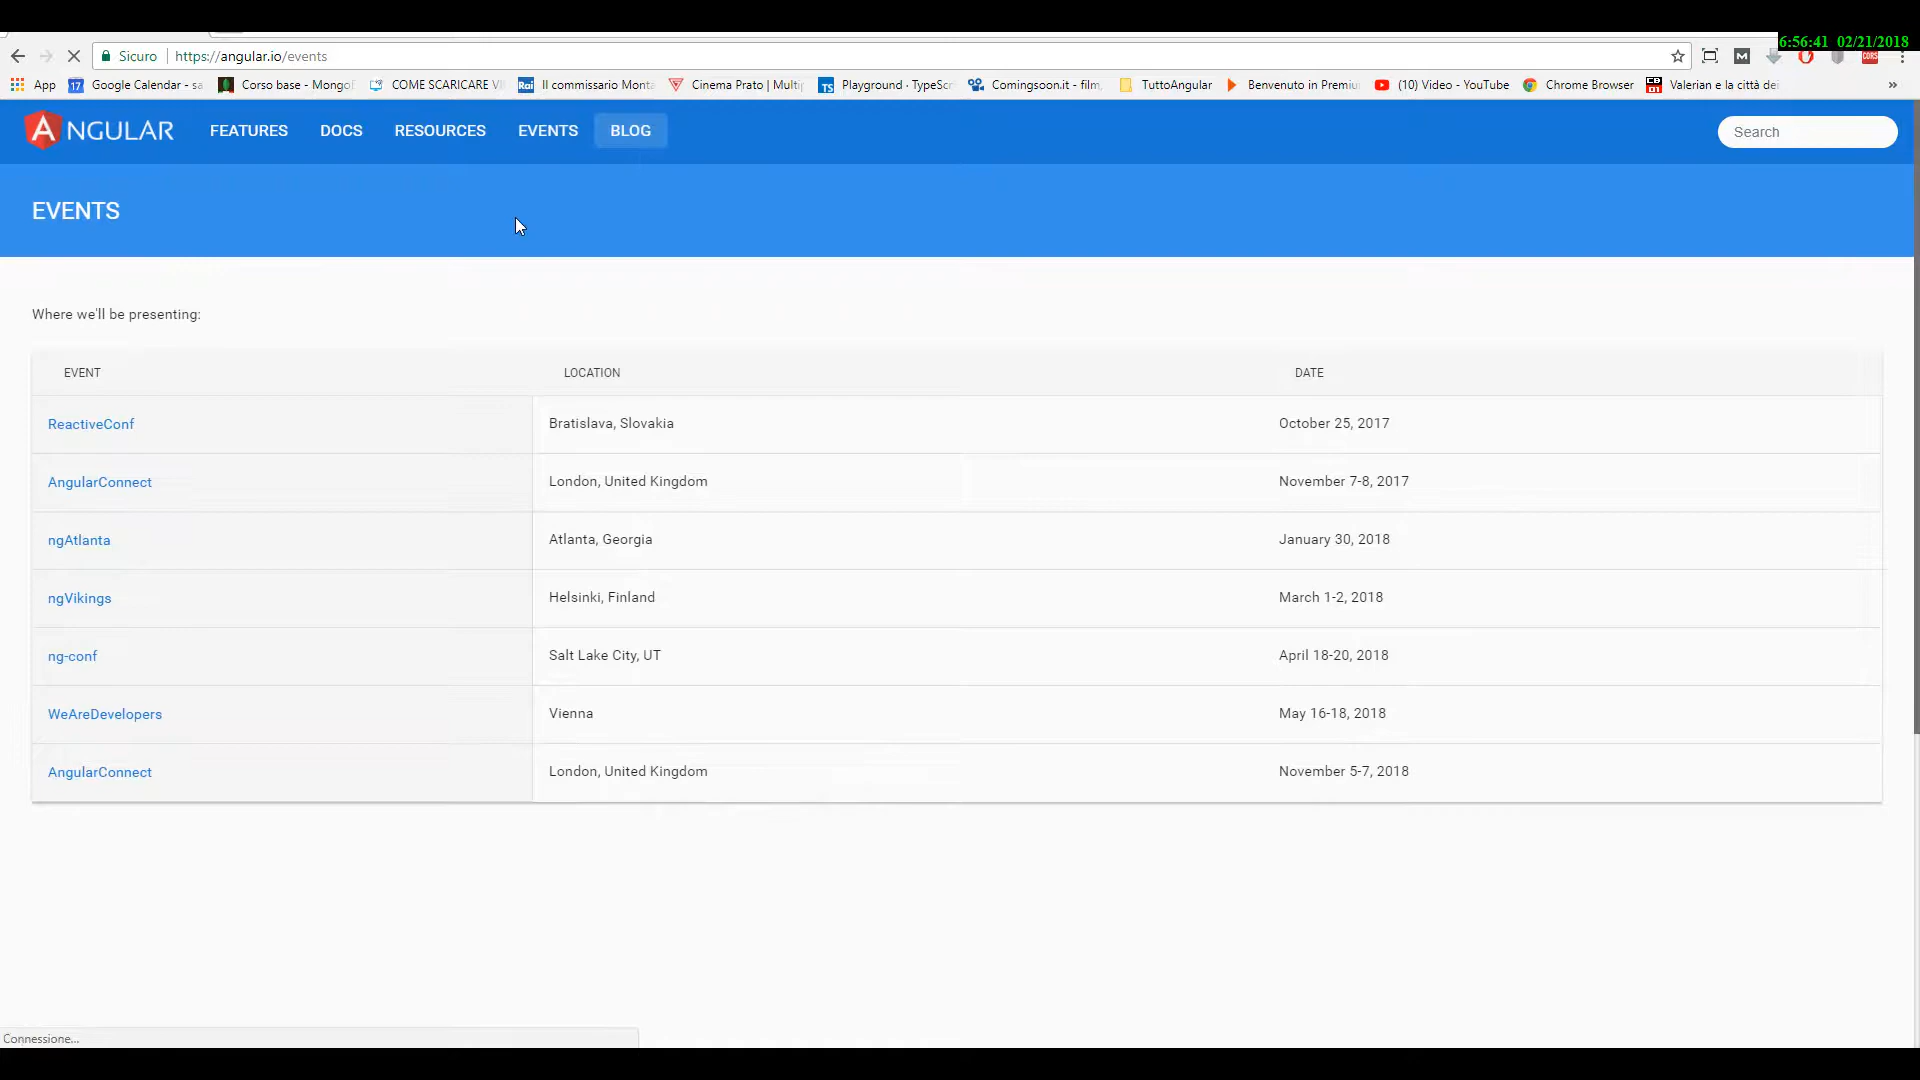 6:56:41 02/21/2018
Sicuro https://angular.io/events
App Google Calendar - sa Corso base - Mongo COME SCARICARE VI Il commissario Monta Cinema Prato | Multip Playground · TypeScr Comingsoon.it - film, TuttoAngular Benvenuto in Premiu (10) Video - YouTube Chrome Browser Valerian e la città dei »
ANGULAR FEATURES DOCS RESOURCES EVENTS BLOG Search
EVENTS
Where we'll be presenting:
EVENT LOCATION DATE
ReactiveConf Bratislava, Slovakia October 25, 2017
AngularConnect London, United Kingdom November 7-8, 2017
ngAtlanta Atlanta, Georgia January 30, 2018
ngVikings Helsinki, Finland March 1-2, 2018
ng-conf Salt Lake City, UT April 18-20, 2018
WeAreDevelopers Vienna May 16-18, 2018
AngularConnect London, United Kingdom November 5-7, 2018
Connessione...